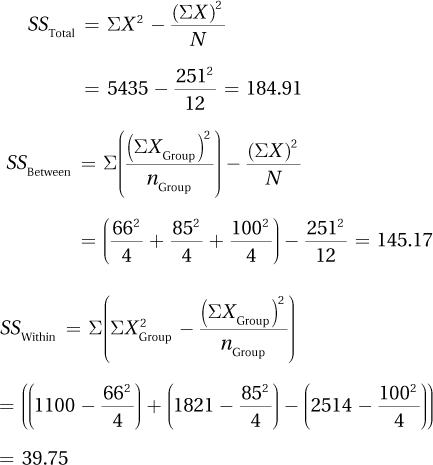 SS_Total = ΣX² − (ΣX)²/N
= 5435 − 251²/12 = 184.91
SS_Between = Σ((ΣX_Group)²/n_Group) − (ΣX)²/N
= (66²/4 + 85²/4 + 100²/4) − 251²/12 = 145.17
SS_Within = Σ(ΣX²_Group − (ΣX_Group)²/n_Group)
= ((1100 − 66²/4) + (1821 − 85²/4) − (2514 − 100²/4))
= 39.75